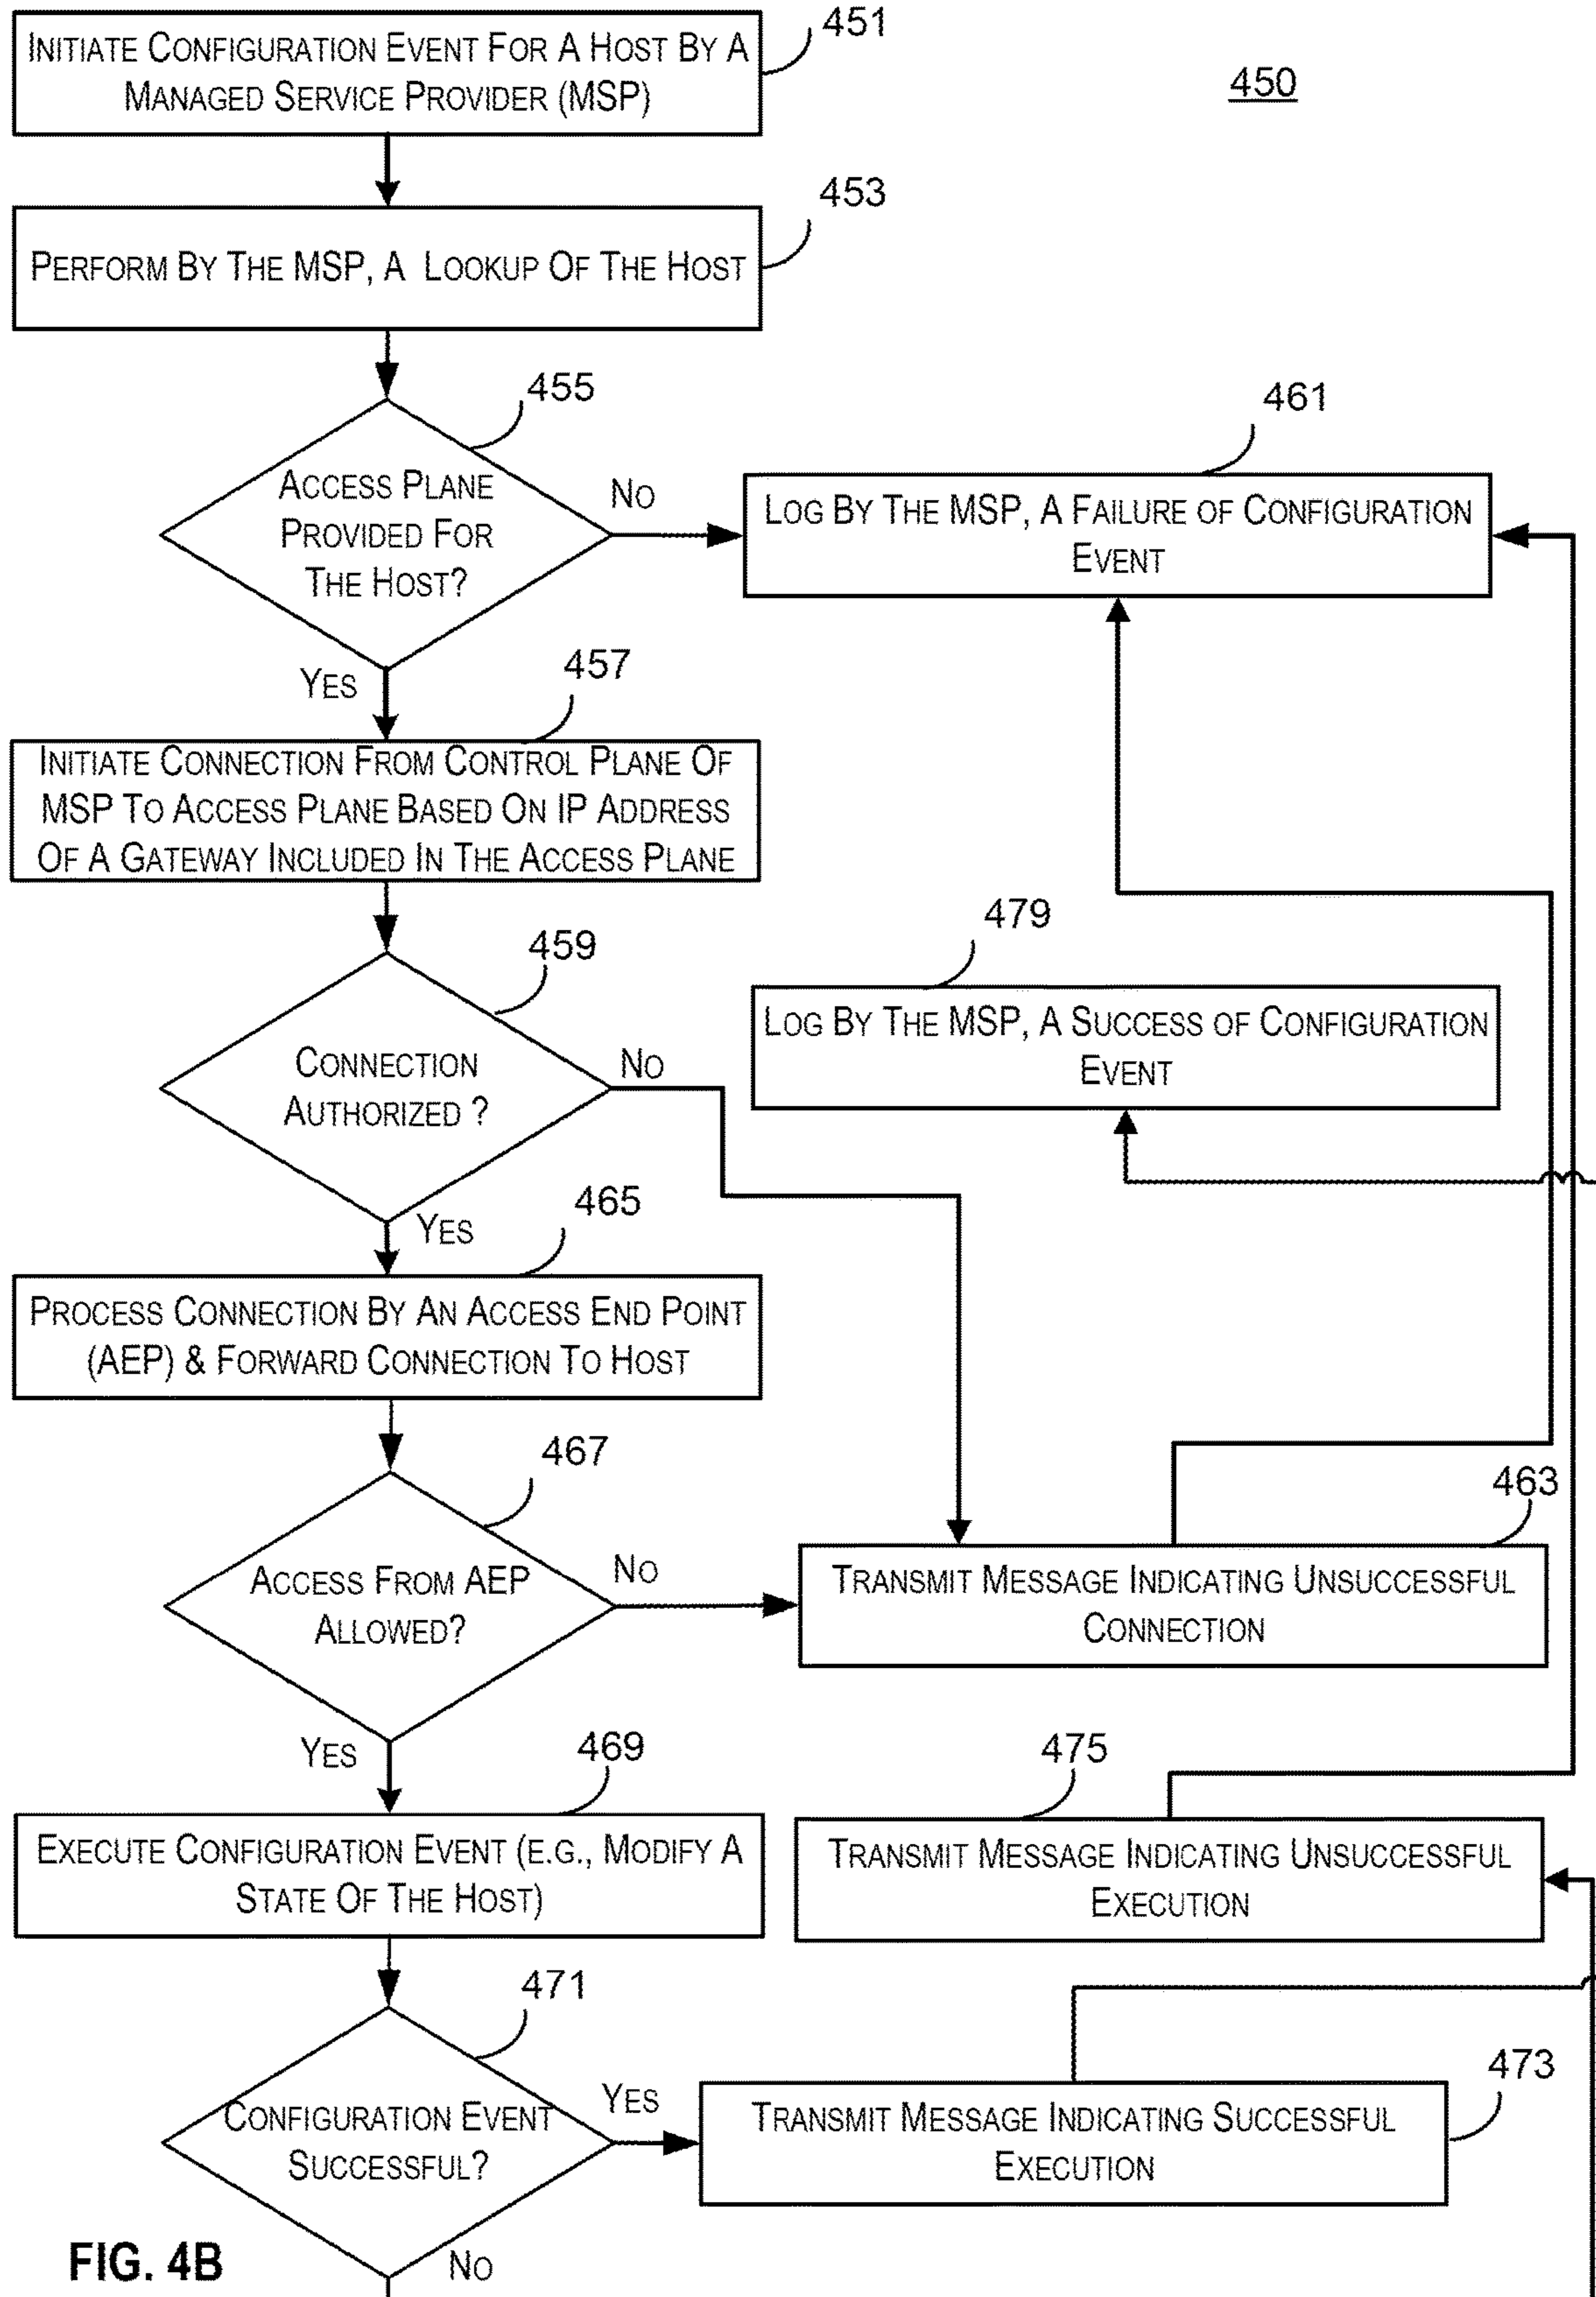 451
INITIATE CONFIGURATION EVENT FOR A HOST BY A
MANAGED SERVICE PROVIDER (MSP)
450
453
PERFORM BY THE MSP, A LOOKUP OF THE HOST
455
ACCESS PLANE
PROVIDED FOR
THE HOST?
NO
461
LOG BY THE MSP, A FAILURE OF CONFIGURATION
EVENT
YES
457
INITIATE CONNECTION FROM CONTROL PLANE OF
MSP TO ACCESS PLANE BASED ON IP ADDRESS
OF A GATEWAY INCLUDED IN THE ACCESS PLANE
459
CONNECTION
AUTHORIZED ?
NO
479
LOG BY THE MSP, A SUCCESS OF CONFIGURATION
EVENT
YES
465
PROCESS CONNECTION BY AN ACCESS END POINT
(AEP) & FORWARD CONNECTION TO HOST
467
ACCESS FROM AEP
ALLOWED?
NO
463
TRANSMIT MESSAGE INDICATING UNSUCCESSFUL
CONNECTION
YES
469
EXECUTE CONFIGURATION EVENT (E.G., MODIFY A
STATE OF THE HOST)
475
TRANSMIT MESSAGE INDICATING UNSUCCESSFUL
EXECUTION
471
CONFIGURATION EVENT
SUCCESSFUL?
YES
473
TRANSMIT MESSAGE INDICATING SUCCESSFUL
EXECUTION
NO
FIG. 4B